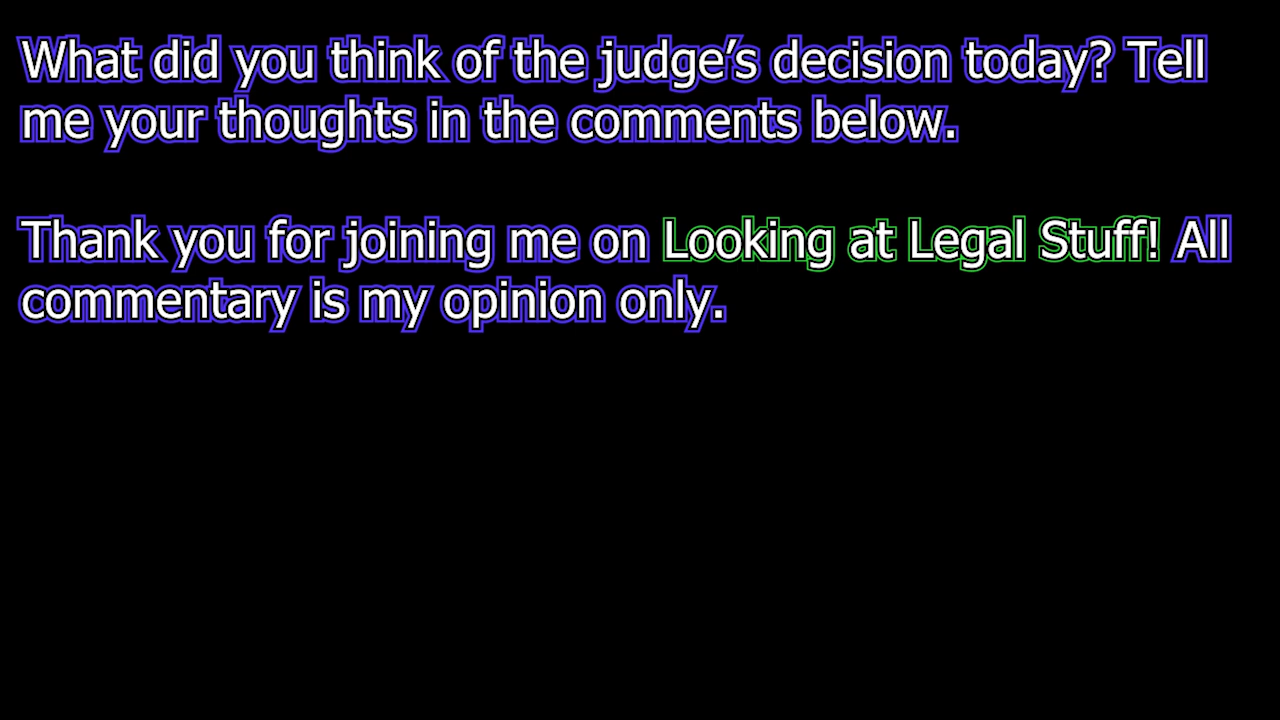 What did you think of the judge’s decision today? Tell
me your thoughts in the comments below.
Thank you for joining me on Looking at Legal Stuff! All
commentary is my opinion only.